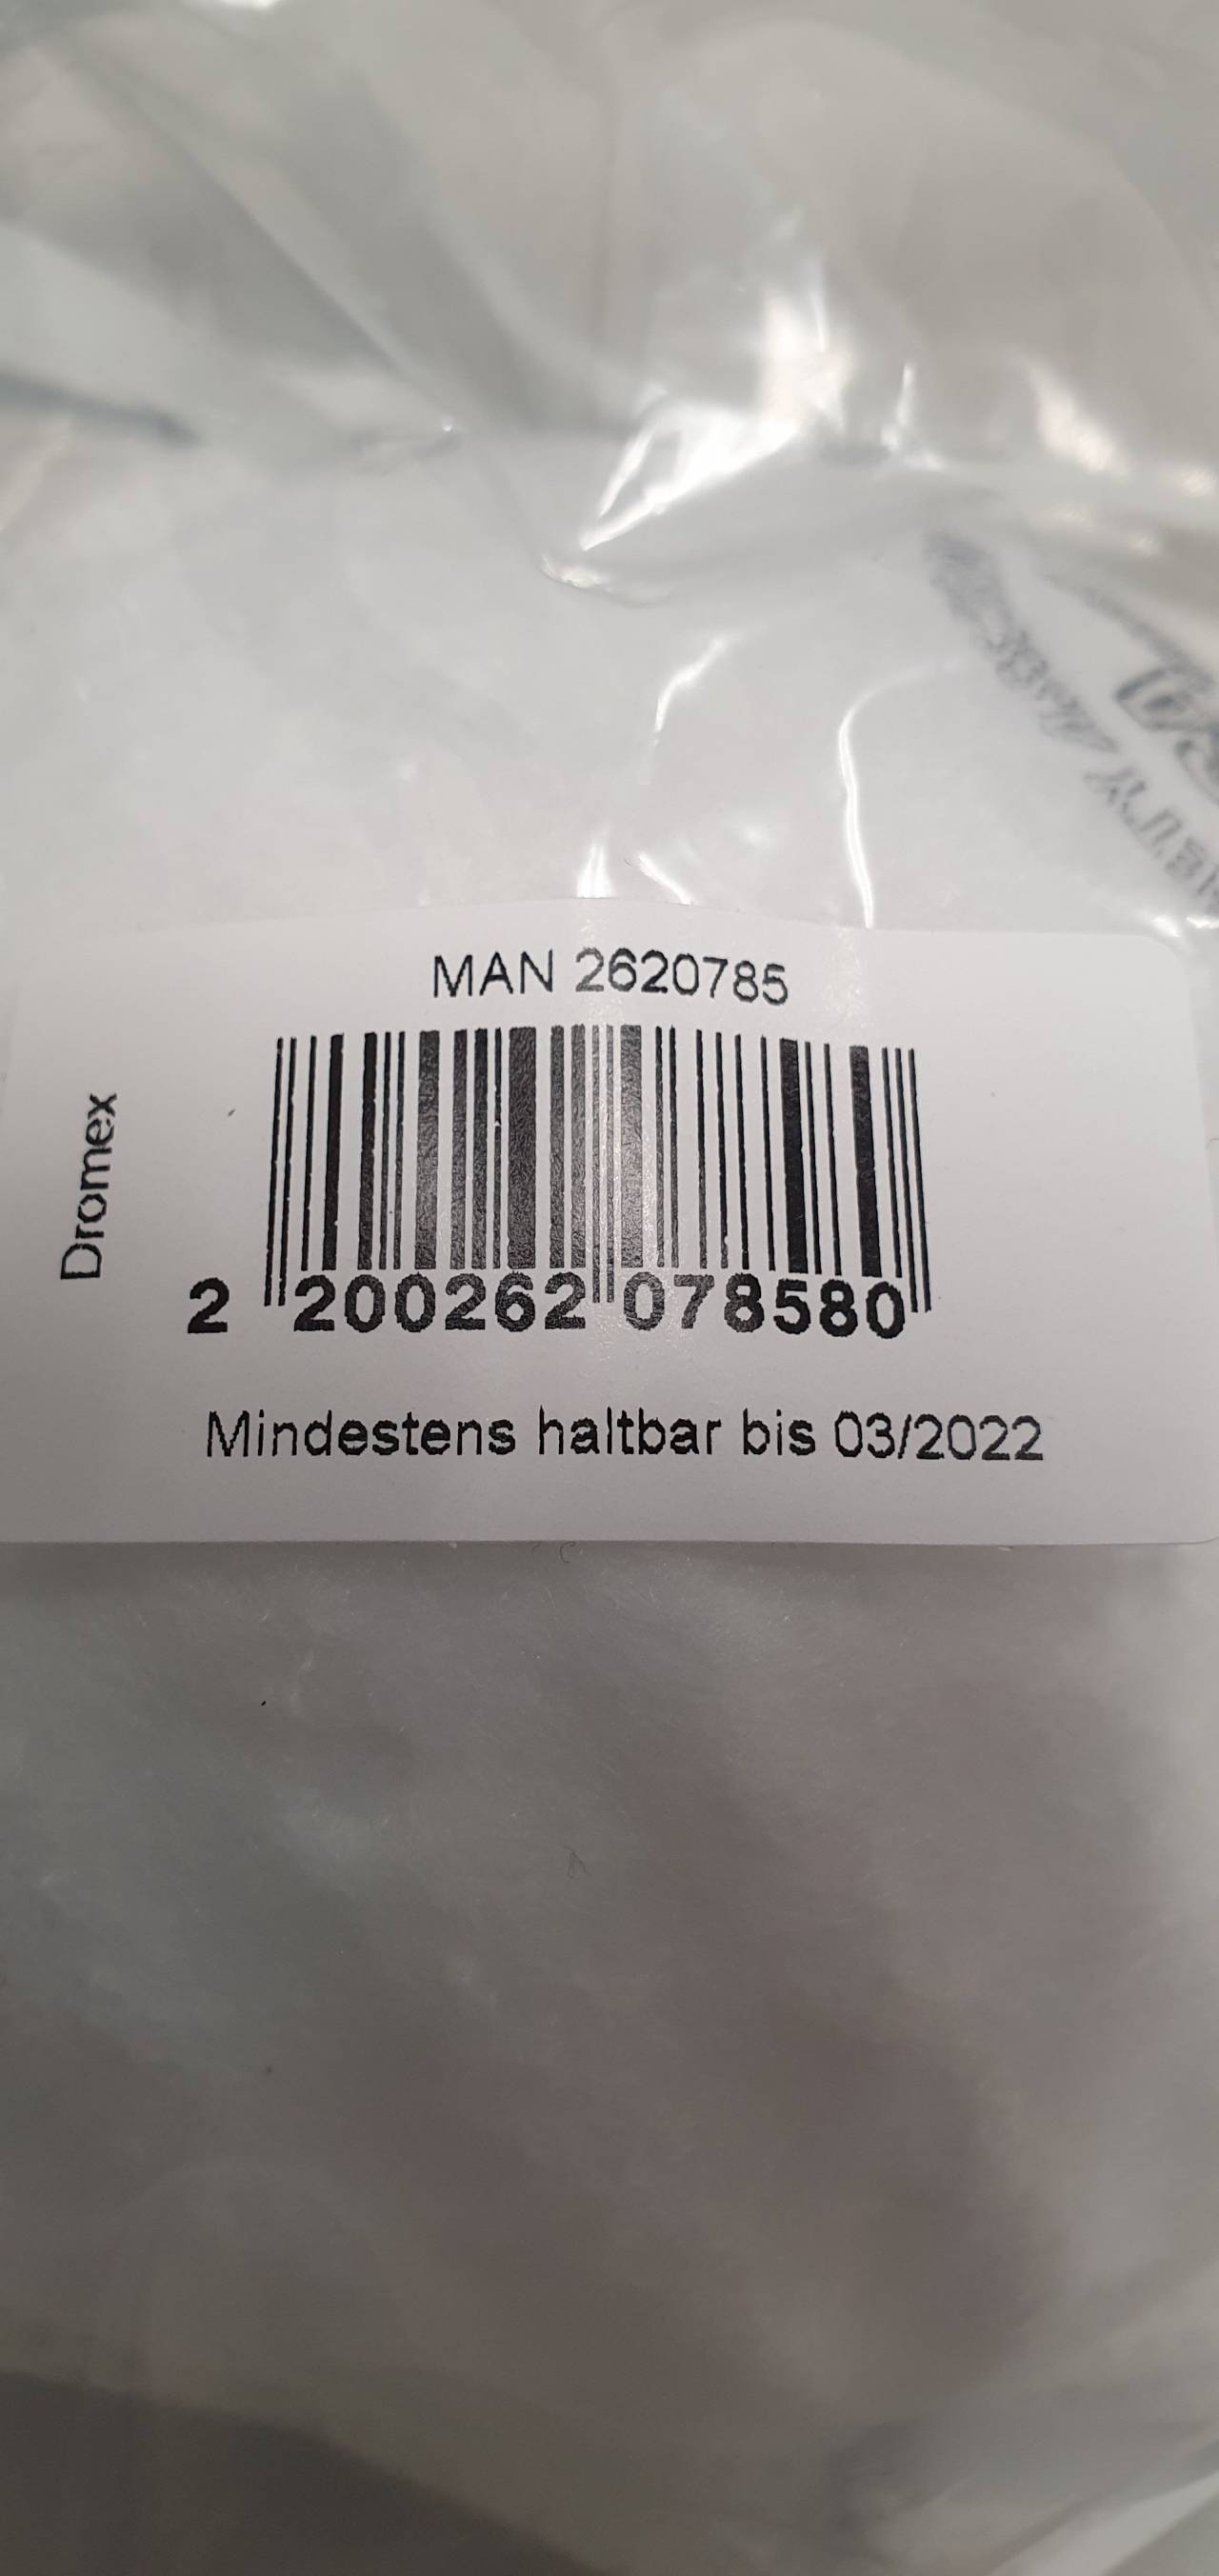 MAN 2620785
Dromex
2 200262 078580
Mindestens haltbar bis 03/2022